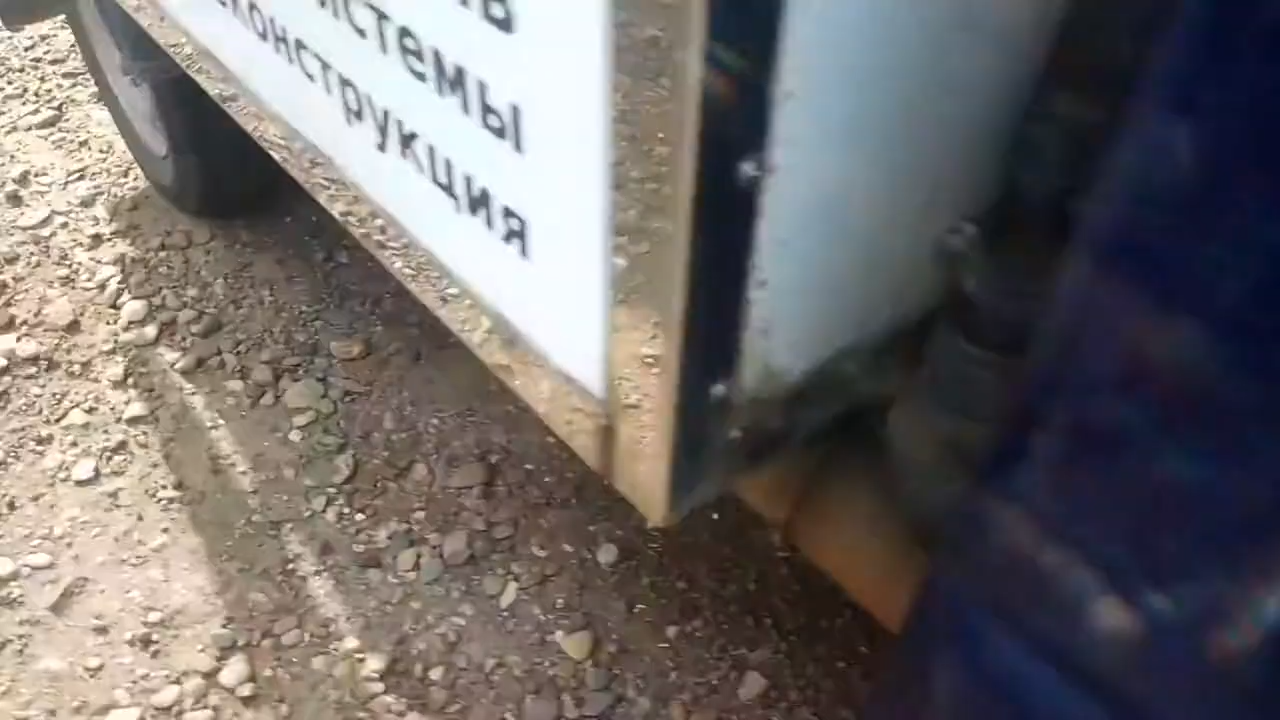 ь
истемы
конструкция